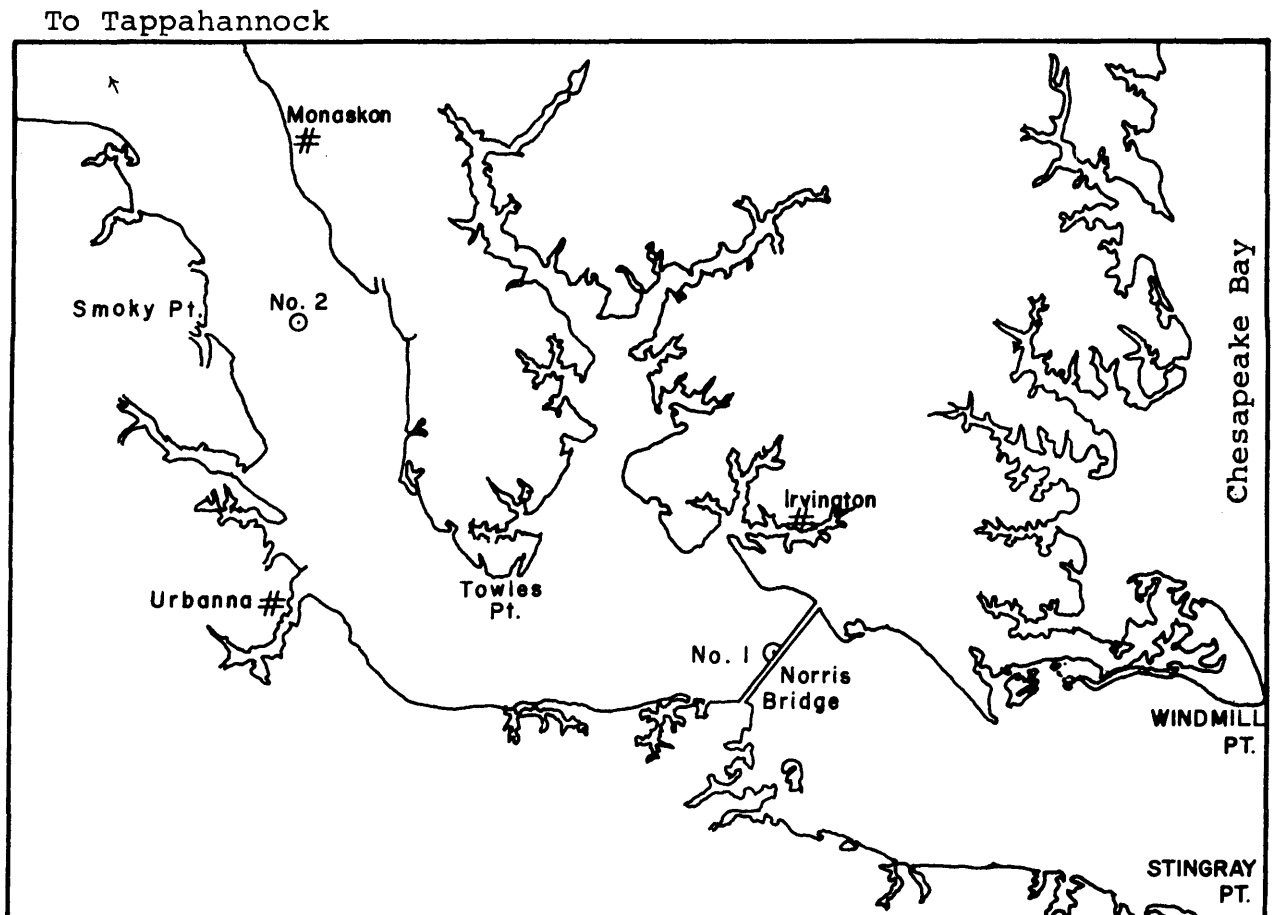 To Tappahannock
Monaskon
Smoky Pt.
No. 2
Chesapeake Bay
Irvington
Towles
Pt.
Urbanna
No. 1
Norris
Bridge
WINDMILL
PT.
STINGRAY
PT.